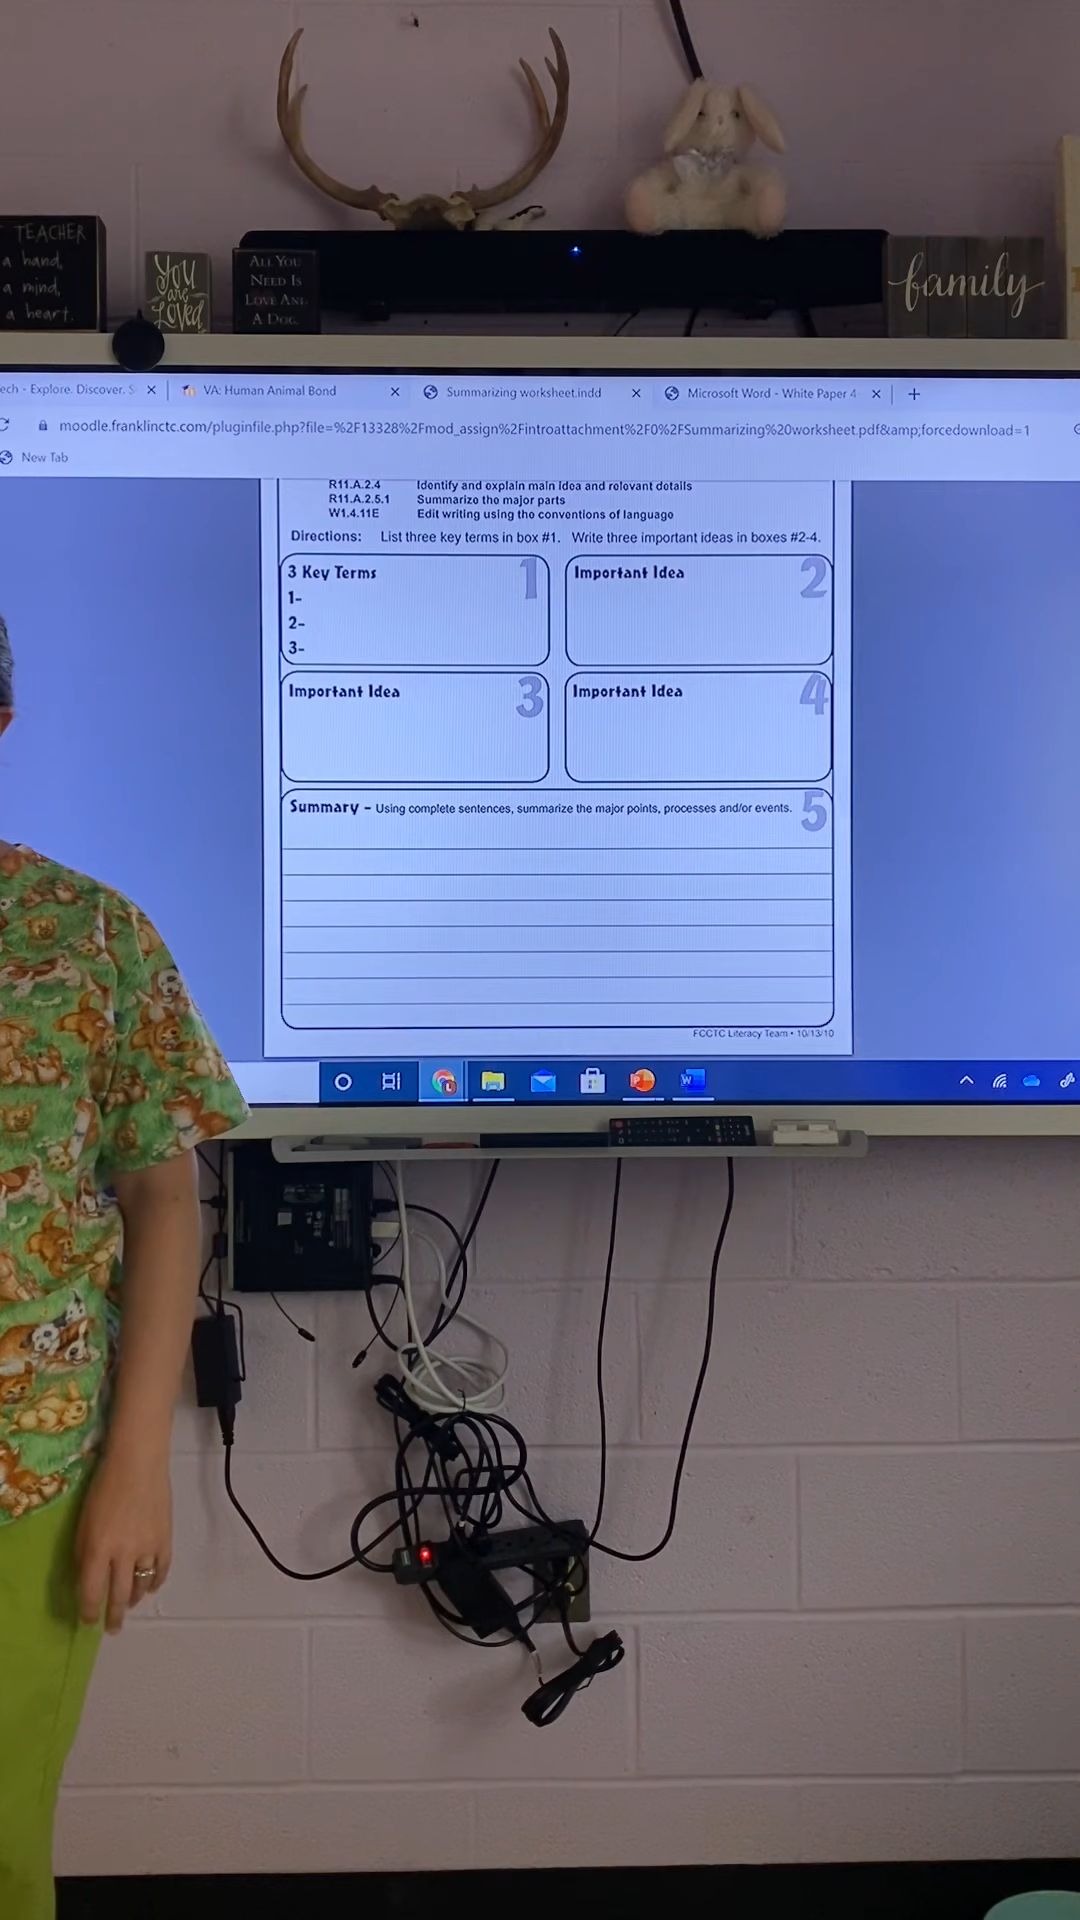 TEACHER
a hand,
a mind,
a heart.
You
are
Loved
ALL YOU
NEED IS
LOVE AND
A DOG.
family
ech - Explore. Discover. S
VA: Human Animal Bond
Summarizing worksheet.indd
Microsoft Word - White Paper 4
moodle.franklinctc.com/pluginfile.php?file=%2F13328%2Fmod_assign%2Fintroattachment%2F0%2FSummarizing%20worksheet.pdf&amp;forcedownload=1
New Tab
R11.A.2.4 Identify and explain main idea and relevant details
R11.A.2.5.1 Summarize the major parts
W1.4.11E Edit writing using the conventions of language
Directions: List three key terms in box #1. Write three important ideas in boxes #2-4.
3 Key Terms 1
1-
2-
3-
Important Idea 2
Important Idea 3
Important Idea 4
Summary - Using complete sentences, summarize the major points, processes and/or events. 5
FCCTC Literacy Team • 10/13/10